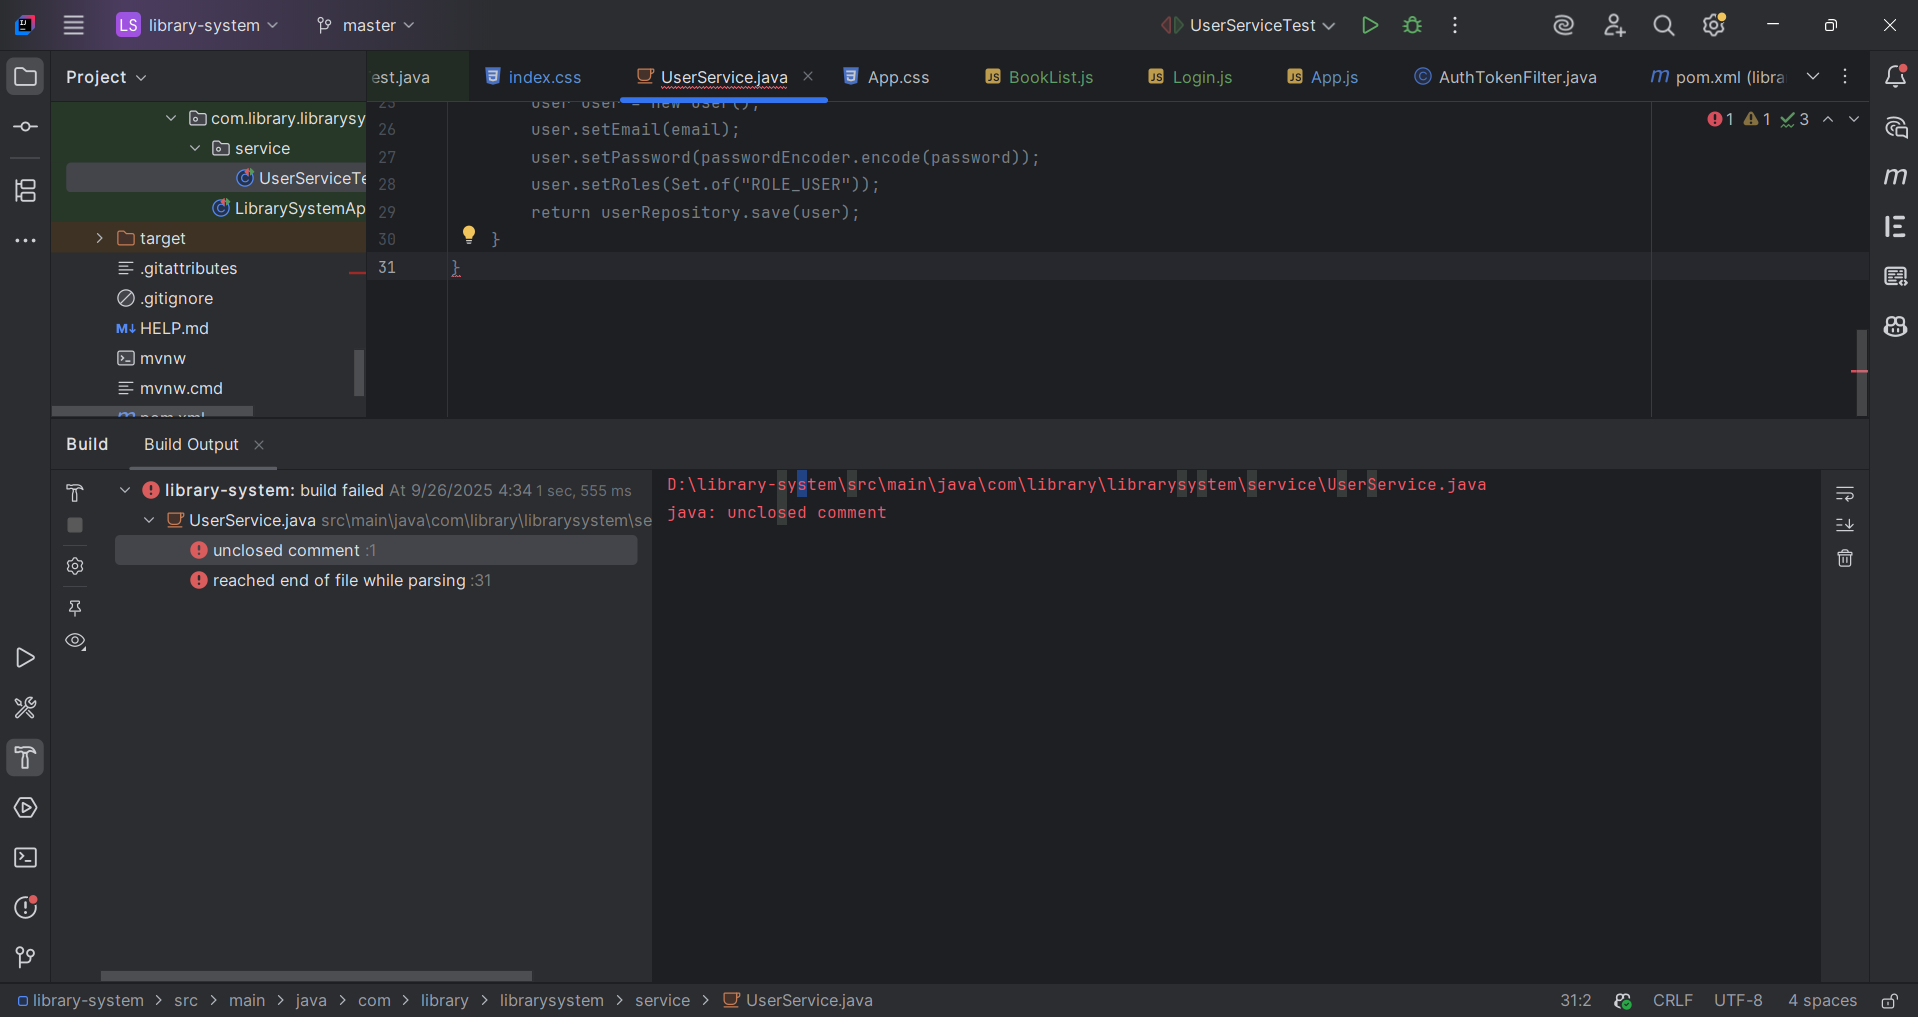 LS library-system
master
UserServiceTest
Project
est.java
index.css
UserService.java
App.css
JS BookList.js
JS Login.js
JS App.js
AuthTokenFilter.java
m pom.xml (libra
com.library.librarysy
service
UserServiceTe
LibrarySystemAp
target
.gitattributes
.gitignore
M↓ HELP.md
mvnw
mvnw.cmd
pom.xml
25 User user = new User();
26 user.setEmail(email);
27 user.setPassword(passwordEncoder.encode(password));
28 user.setRoles(Set.of("ROLE_USER"));
29 return userRepository.save(user);
30 }
31 }
1 1 3
Build
Build Output
library-system: build failed At 9/26/2025 4:34 1 sec, 555 ms
UserService.java src\main\java\com\library\librarysystem\se
unclosed comment :1
reached end of file while parsing :31
D:\library-system\src\main\java\com\library\librarysystem\service\UserService.java
java: unclosed comment
library-system > src > main > java > com > library > librarysystem > service > UserService.java
31:2 CRLF UTF-8 4 spaces